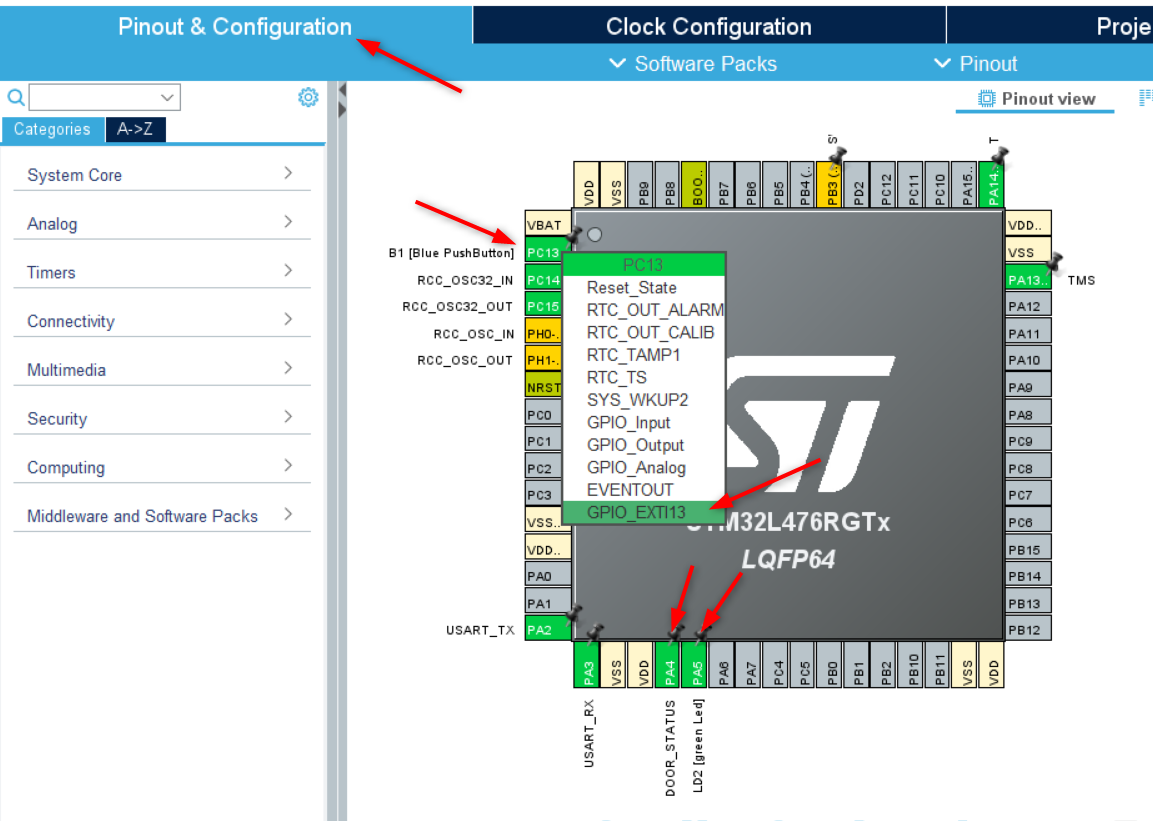 Pinout & Configuration
Clock Configuration
Proje
Software Packs
Pinout
Pinout view
Categories
A->Z
System Core
Analog
Timers
Connectivity
Multimedia
Security
Computing
Middleware and Software Packs
VDD
VSS
PB9
PB8
BOO..
PB7
PB6
PB5
PB4 (..
PB3 (..
PD2
PC12
PC11
PC10
PA15..
PA14..
T
VBAT
B1 [Blue PushButton] PC13
RCC_OSC32_IN PC14
RCC_OSC32_OUT PC15
RCC_OSC_IN PH0-.
RCC_OSC_OUT PH1-.
NRST
PC0
PC1
PC2
PC3
VSS..
VDD..
PA0
PA1
USART_TX PA2
PC13
Reset_State
RTC_OUT_ALARM
RTC_OUT_CALIB
RTC_TAMP1
RTC_TS
SYS_WKUP2
GPIO_Input
GPIO_Output
GPIO_Analog
EVENTOUT
GPIO_EXTI13
STM32L476RGTx
LQFP64
VDD..
VSS
PA13.. TMS
PA12
PA11
PA10
PA9
PA8
PC9
PC8
PC7
PC6
PB15
PB14
PB13
PB12
PA3
VSS
VDD
PA4
PA5
PA6
PA7
PC4
PC5
PB0
PB1
PB2
PB10
PB11
VSS
VDD
USART_RX
DOOR_STATUS
LD2 [green Led]